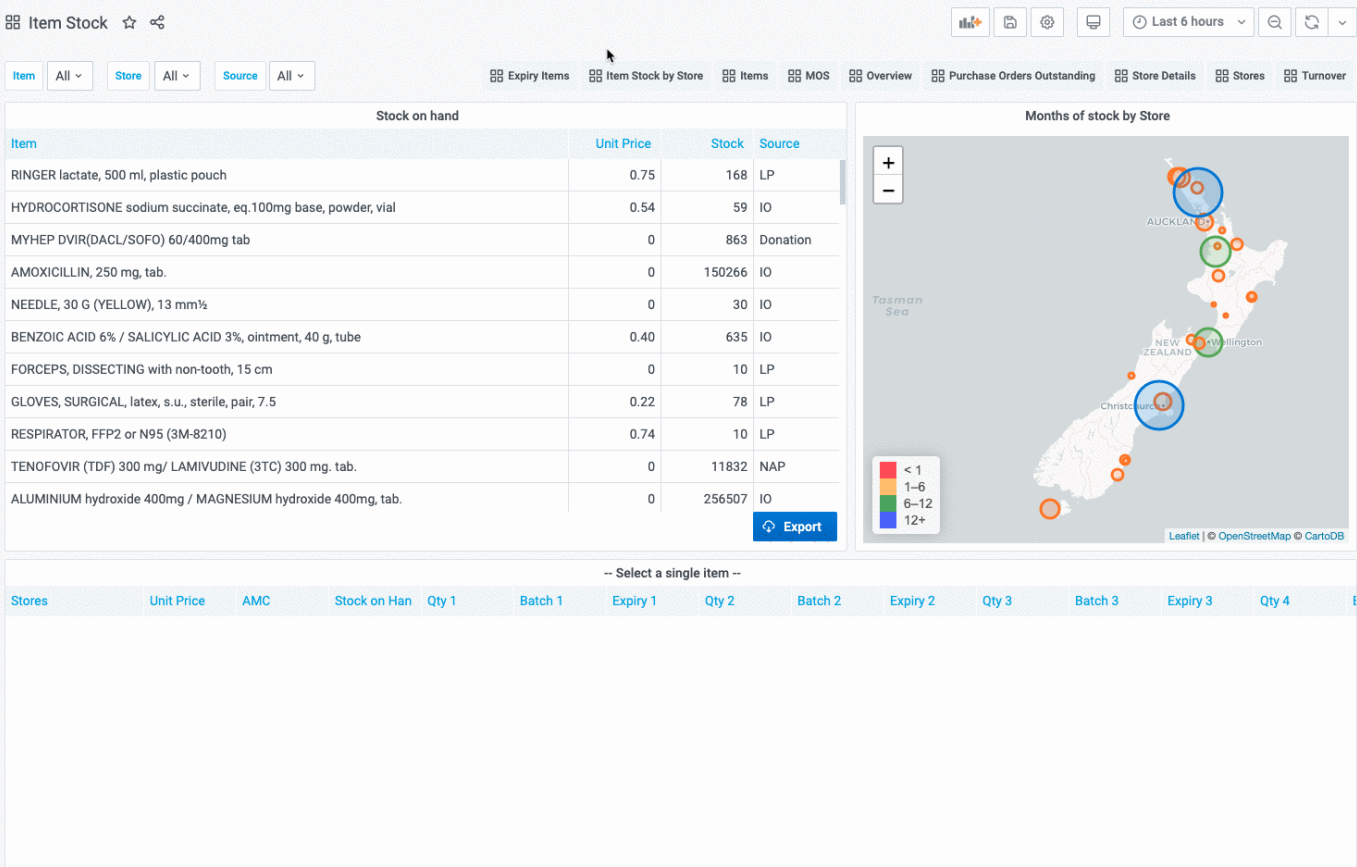 Item Stock
Last 6 hours
Item All Store All Source All Expiry Items Item Stock by Store Items MOS Overview Purchase Orders Outstanding Store Details Stores Turnover
Stock on hand
Item Unit Price Stock Source
RINGER lactate, 500 ml, plastic pouch 0.75 168 LP
HYDROCORTISONE sodium succinate, eq.100mg base, powder, vial 0.54 59 IO
MYHEP DVIR(DACL/SOFO) 60/400mg tab 0 863 Donation
AMOXICILLIN, 250 mg, tab. 0 150266 IO
NEEDLE, 30 G (YELLOW), 13 mm½ 0 30 IO
BENZOIC ACID 6% / SALICYLIC ACID 3%, ointment, 40 g, tube 0.40 635 IO
FORCEPS, DISSECTING with non-tooth, 15 cm 0 10 LP
GLOVES, SURGICAL, latex, s.u., sterile, pair, 7.5 0.22 78 LP
RESPIRATOR, FFP2 or N95 (3M-8210) 0.74 10 LP
TENOFOVIR (TDF) 300 mg/ LAMIVUDINE (3TC) 300 mg. tab. 0 11832 NAP
ALUMINIUM hydroxide 400mg / MAGNESIUM hydroxide 400mg, tab. 0 256507 IO
Export
Months of stock by Store
+
−
AUCKLAND
Tasman
Sea
NEW
ZEALAND
Wellington
Christchurch
< 1
1–6
6–12
12+
Leaflet | © OpenStreetMap © CartoDB
-- Select a single item --
Stores Unit Price AMC Stock on Han Qty 1 Batch 1 Expiry 1 Qty 2 Batch 2 Expiry 2 Qty 3 Batch 3 Expiry 3 Qty 4